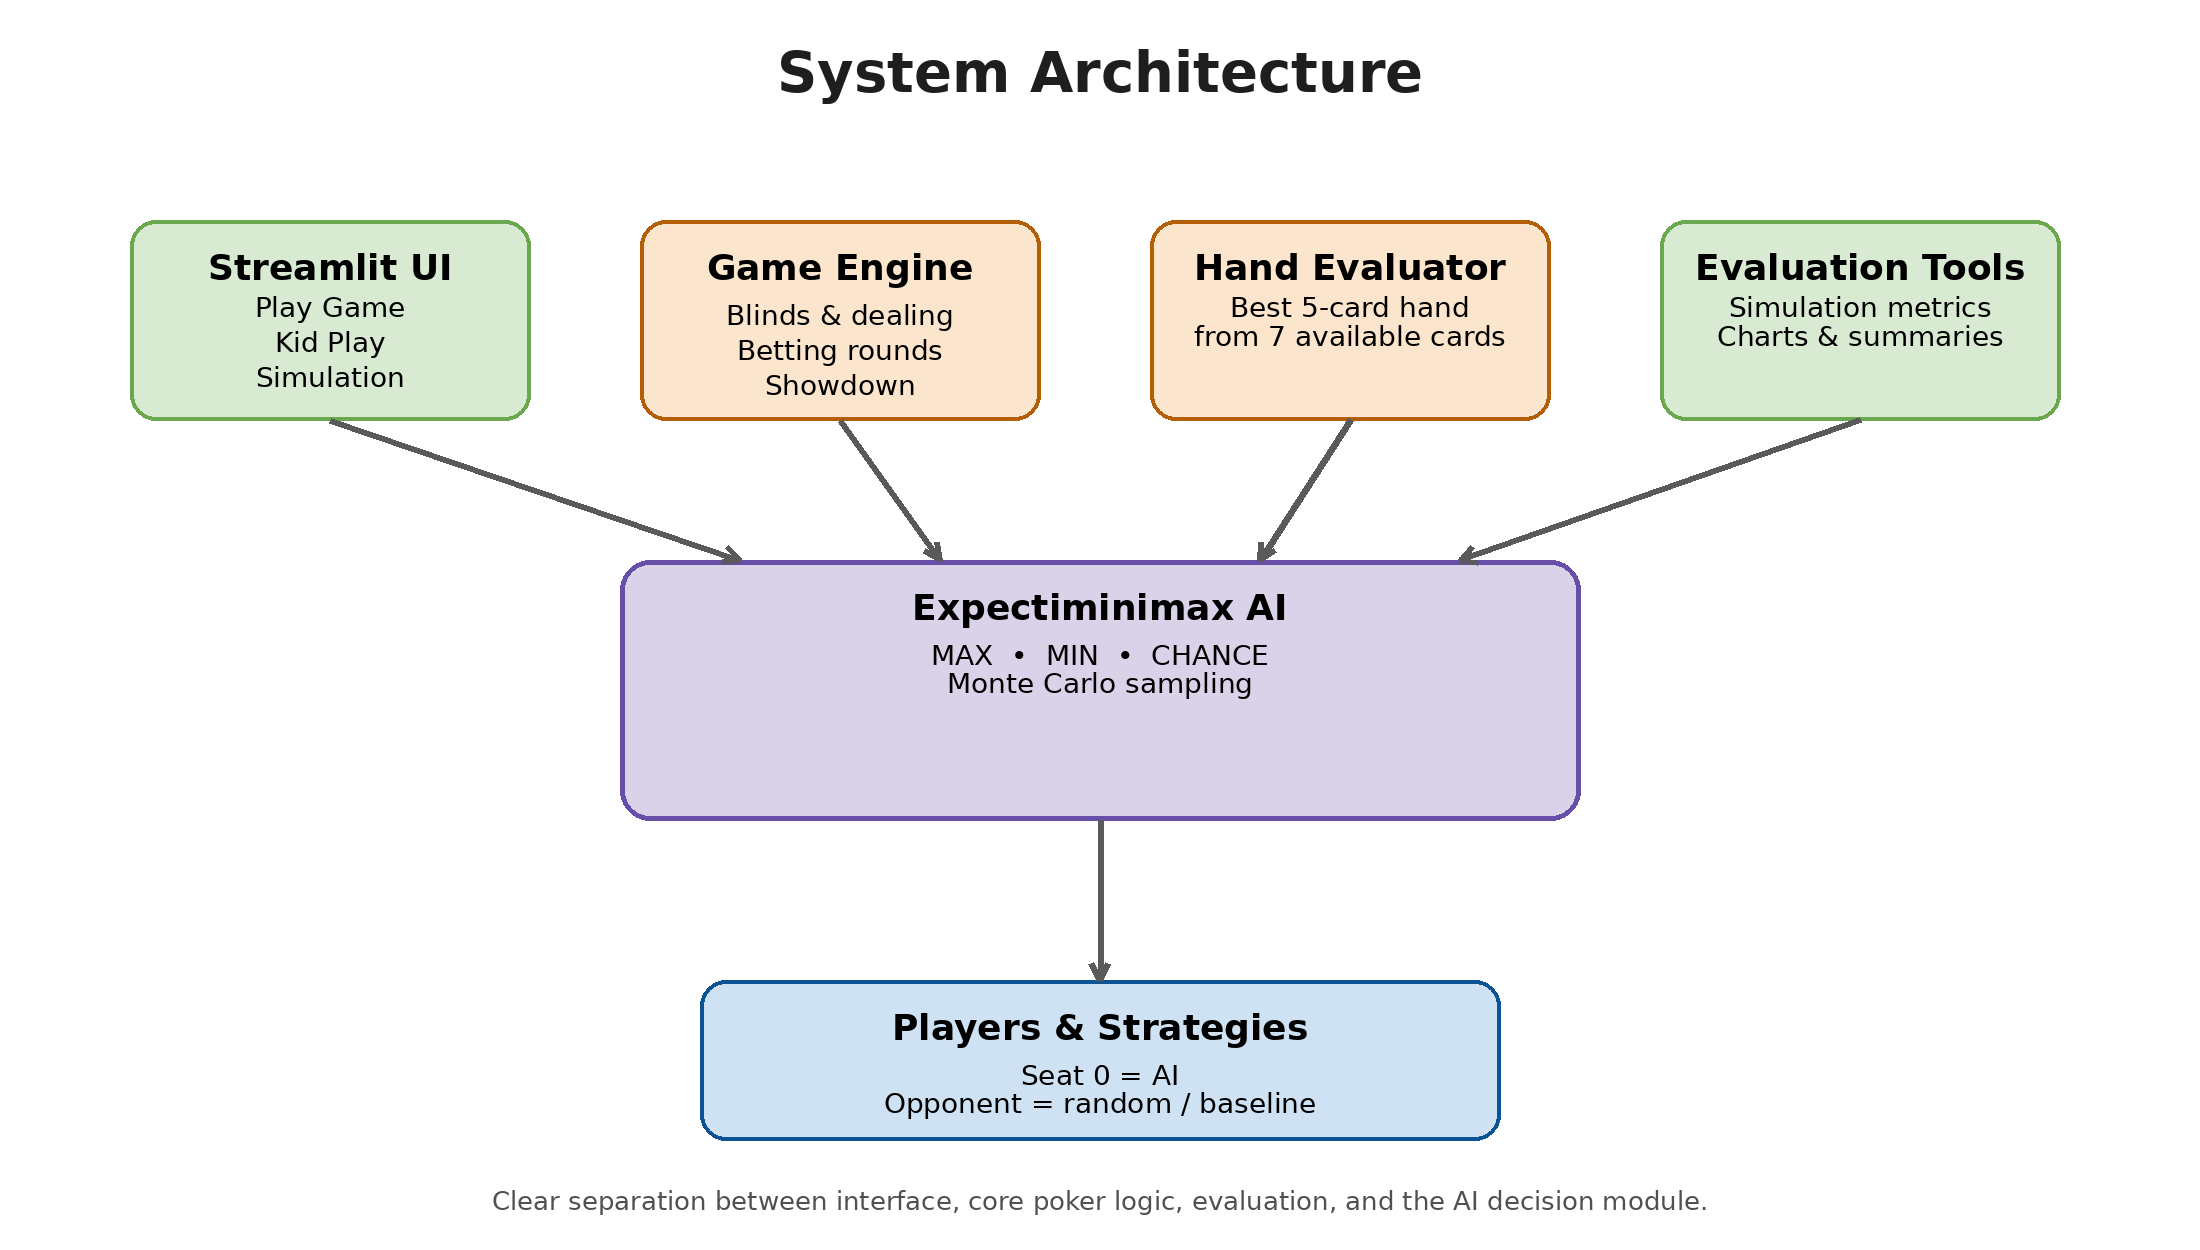 System Architecture
Streamlit UI
Play Game
Kid Play
Simulation
Game Engine
Blinds & dealing
Betting rounds
Showdown
Hand Evaluator
Best 5-card hand
from 7 available cards
Evaluation Tools
Simulation metrics
Charts & summaries
Expectiminimax AI
MAX • MIN • CHANCE
Monte Carlo sampling
Players & Strategies
Seat 0 = AI
Opponent = random / baseline
Clear separation between interface, core poker logic, evaluation, and the AI decision module.